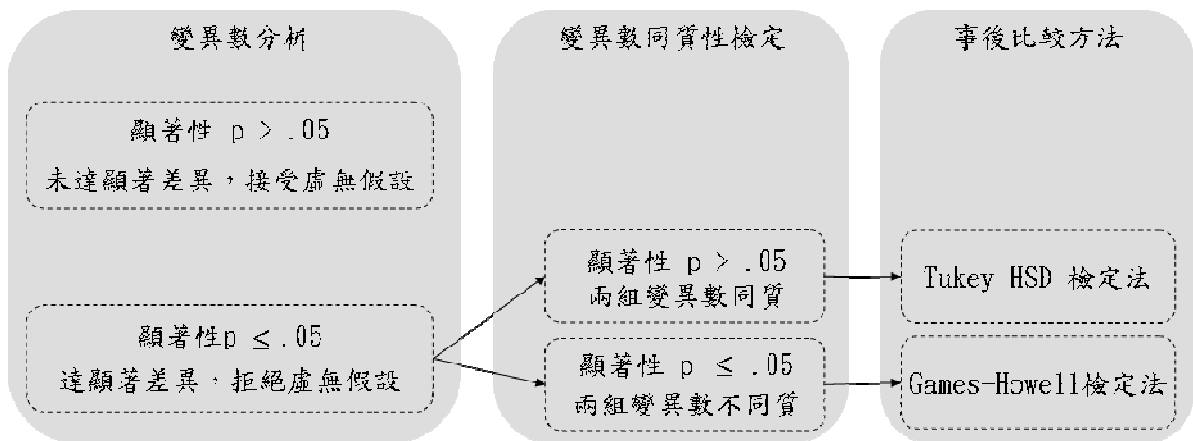 變異數分析
顯著性 p > .05
未達顯著差異，接受虛無假設
顯著性p ≤ .05
達顯著差異，拒絕虛無假設
變異數同質性檢定
顯著性 p > .05
兩組變異數同質
顯著性 p ≤ .05
兩組變異數不同質
事後比較方法
Tukey HSD 檢定法
Games-Howell檢定法